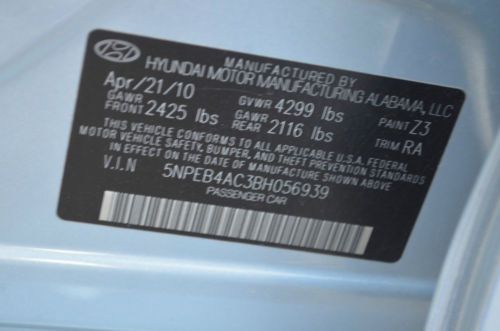 MANUFACTURED BY
HYUNDAI MOTOR MANUFACTURING ALABAMA, LLC
Apr/21/10 GVWR 4299 lbs PAINT Z3
GAWR FRONT 2425 lbs GAWR REAR 2116 lbs TRIM RA
THIS VEHICLE CONFORMS TO ALL APPLICABLE U.S.A. FEDERAL
MOTOR VEHICLE SAFETY, BUMPER, AND THEFT PREVENTION STANDARDS
IN EFFECT ON THE DATE OF MANUFACTURE SHOWN ABOVE
V.I.N 5NPEB4AC3BH056939
PASSENGER CAR